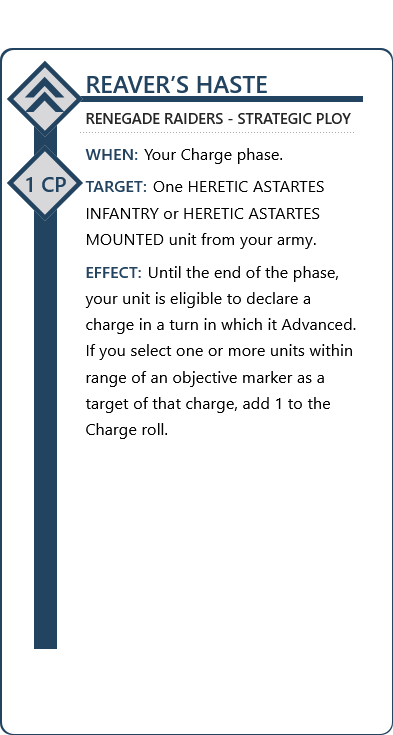 REAVER’S HASTE
RENEGADE RAIDERS - STRATEGIC PLOY
1 CP
WHEN: Your Charge phase.
TARGET: One HERETIC ASTARTES
INFANTRY or HERETIC ASTARTES
MOUNTED unit from your army.
EFFECT: Until the end of the phase,
your unit is eligible to declare a
charge in a turn in which it Advanced.
If you select one or more units within
range of an objective marker as a
target of that charge, add 1 to the
Charge roll.